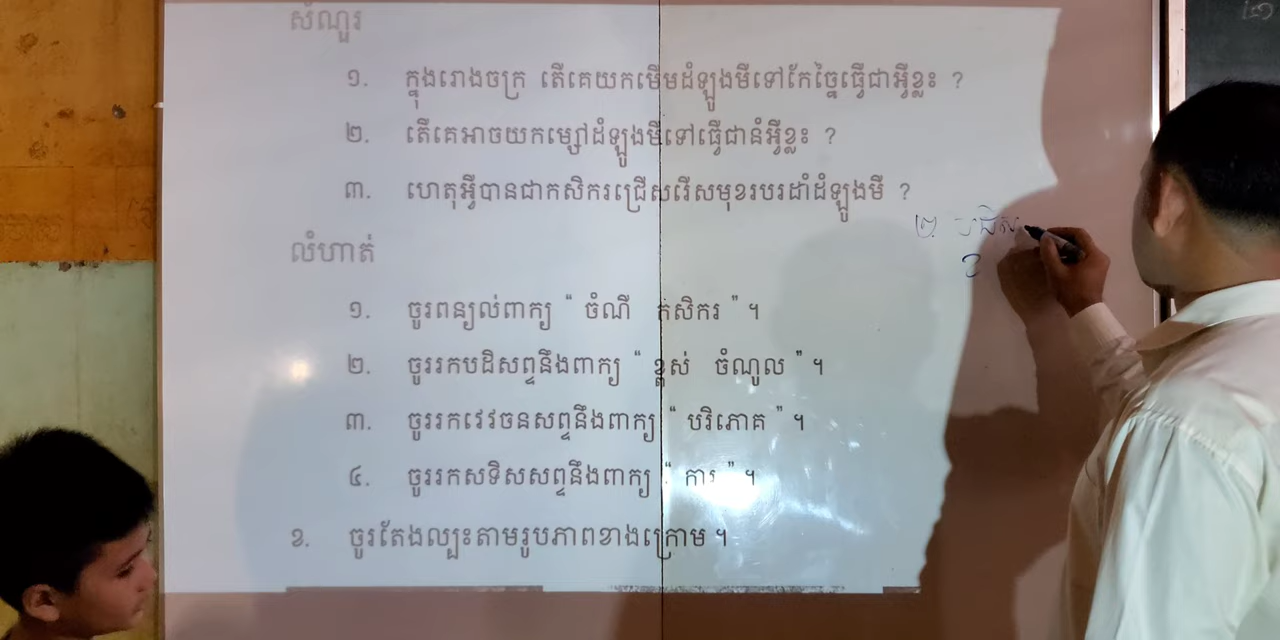 សំណួរ
១. ក្នុងរោងចក្រ តើគេយកមើមដំឡូងមីទៅកែច្នៃធ្វើជាអ្វីខ្លះ ?
២. តើគេអាចយកម្សៅដំឡូងមីទៅធ្វើជានំអ្វីខ្លះ ?
៣. ហេតុអ្វីបានជាកសិករជ្រើសរើសមុខរបរដាំដំឡូងមី ?
២ បដិស
ខ
លំហាត់
១. ចូរពន្យល់ពាក្យ “ ចំណី កសិករ ” ។
២. ចូររកបដិសព្ទនឹងពាក្យ “ ខ្ពស់ ចំណូល ” ។
៣. ចូររកវេវចនសព្ទនឹងពាក្យ “ បរិភោគ ” ។
៤. ចូររកសទិសសព្ទនឹងពាក្យ “ ការ ” ។
ខ. ចូរតែងល្បះតាមរូបភាពខាងក្រោម ។